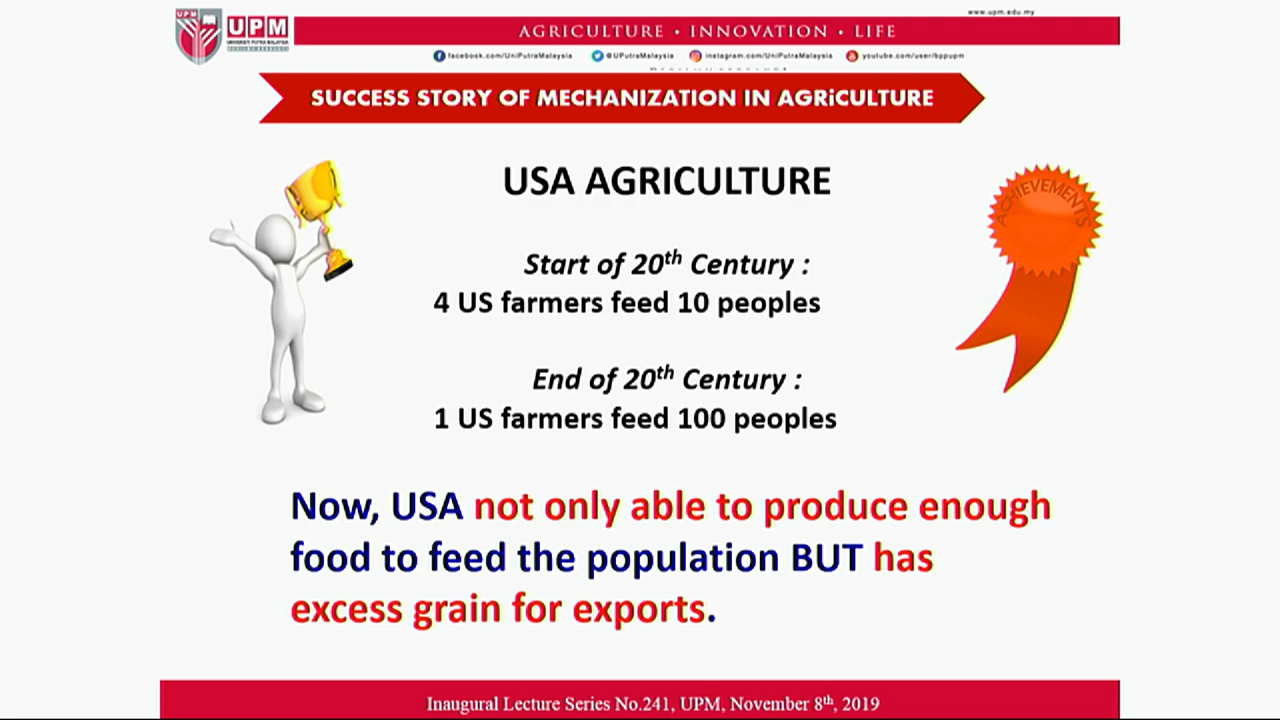 www.upm.edu.my
UPM
UPM
UNIVERSITI PUTRA MALAYSIA
AGRICULTURE • INNOVATION • LIFE
facebook.com/UniPutraMalaysia
@UPutraMalaysia
instagram.com/UniPutraMalaysia
youtube.com/user/bppupm
SUCCESS STORY OF MECHANIZATION IN AGRiCULTURE
USA AGRICULTURE
ACHIEVEMENTS
Start of 20th Century :
4 US farmers feed 10 peoples
End of 20th Century :
1 US farmers feed 100 peoples
Now, USA not only able to produce enough
food to feed the population BUT has
excess grain for exports.
Inaugural Lecture Series No.241, UPM, November 8th, 2019